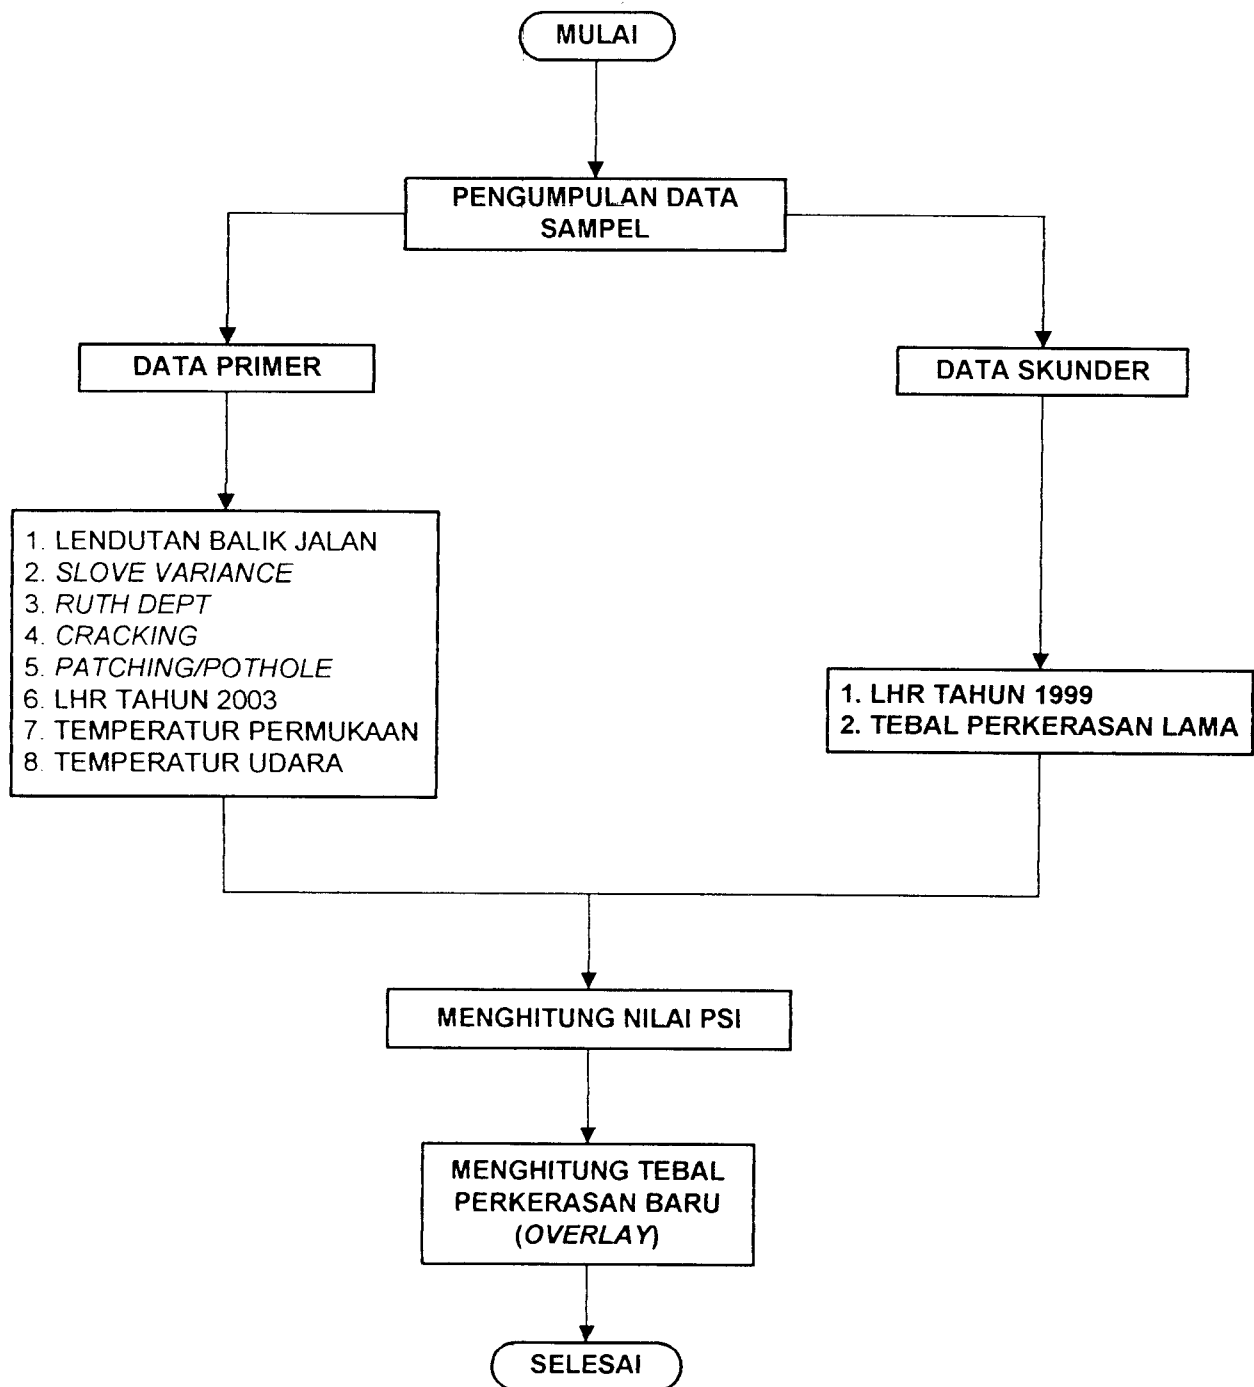 MULAI
PENGUMPULAN DATA
SAMPEL
DATA PRIMER
DATA SKUNDER
1. LENDUTAN BALIK JALAN
2. SLOVE VARIANCE
3. RUTH DEPT
4. CRACKING
5. PATCHING/POTHOLE
6. LHR TAHUN 2003
7. TEMPERATUR PERMUKAAN
8. TEMPERATUR UDARA
1. LHR TAHUN 1999
2. TEBAL PERKERASAN LAMA
MENGHITUNG NILAI PSI
MENGHITUNG TEBAL
PERKERASAN BARU
(OVERLAY)
SELESAI